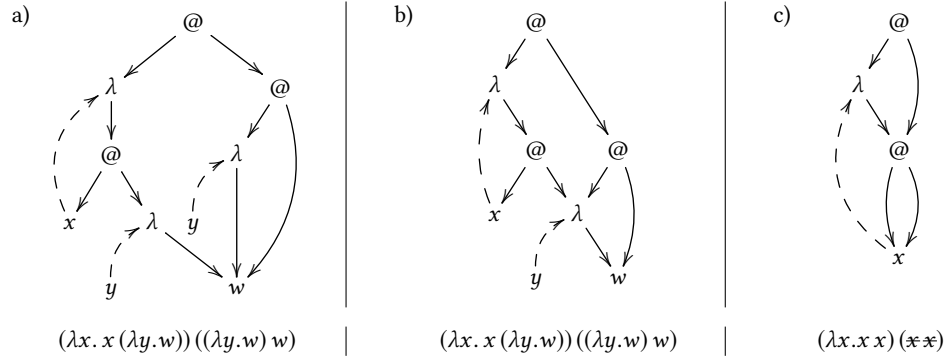 a) @ b) @ c) @
λ @ λ λ
@ λ @ @ @
x λ y x λ x
y w y w
(λx. x (λy.w)) ((λy.w) w) (λx. x (λy.w)) ((λy.w) w) (λx.x x) (x̶ x̶)